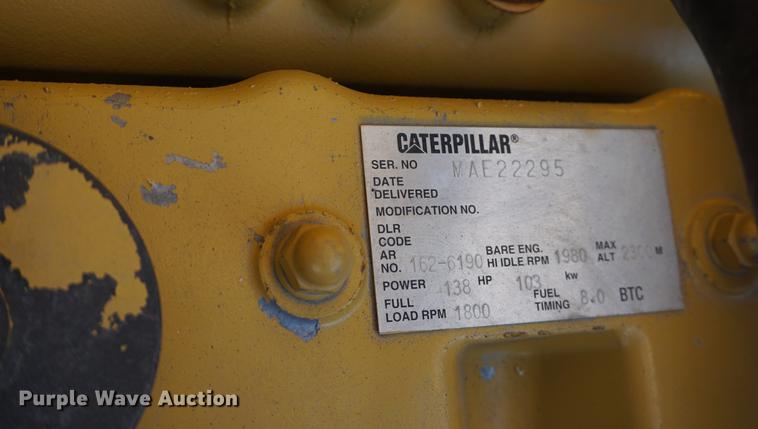 CATERPILLAR®
SER. NO MAE22295
DATE
DELIVERED
MODIFICATION NO.
DLR
CODE
AR
NO. 162-6190 BARE ENG. HI IDLE RPM 1980 MAX ALT M
POWER 138 HP 103 kw
FULL
LOAD RPM 1800 FUEL TIMING 8.0 BTC
Purple Wave Auction